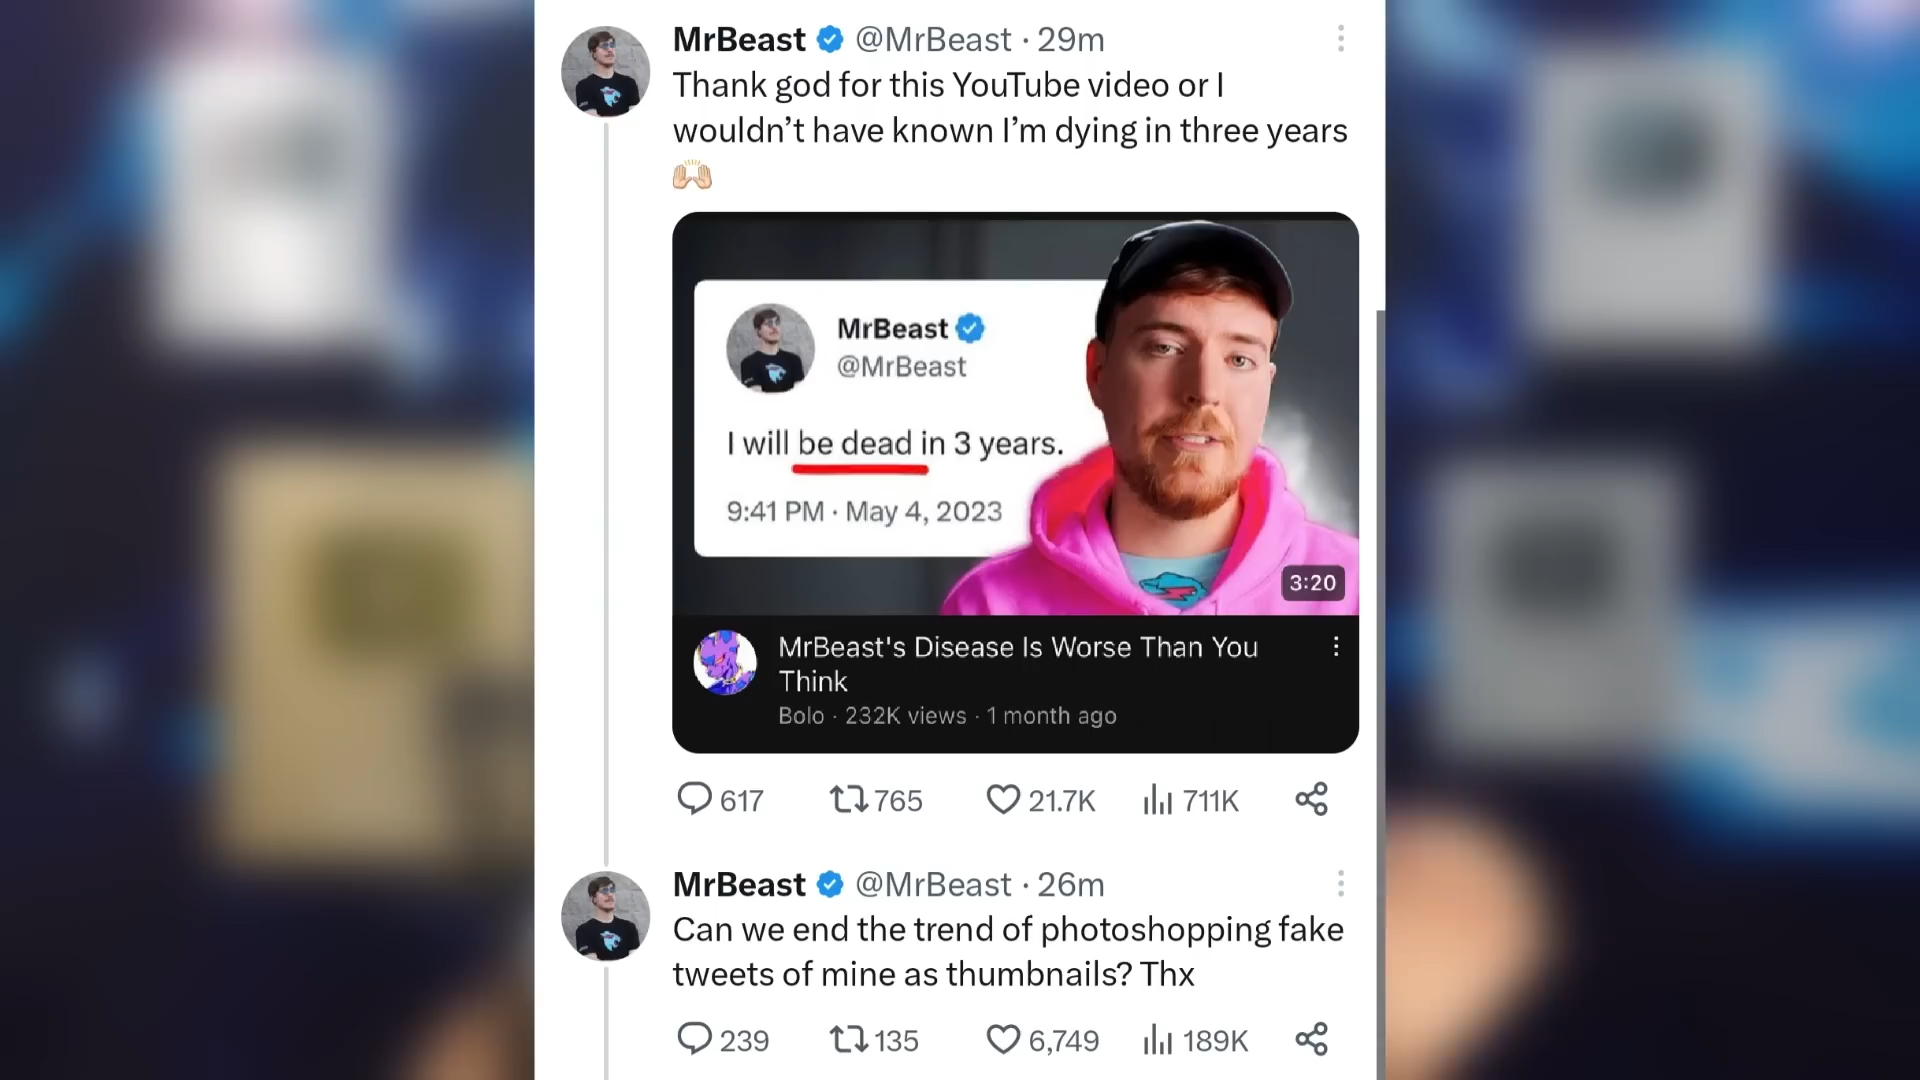 MrBeast @MrBeast · 29m
Thank god for this YouTube video or I
wouldn’t have known I’m dying in three years
🙌🏻
MrBeast
@MrBeast
I will be dead in 3 years.
9:41 PM · May 4, 2023
3:20
MrBeast's Disease Is Worse Than You
Think
Bolo · 232K views · 1 month ago
617 765 21.7K 711K
MrBeast @MrBeast · 26m
Can we end the trend of photoshopping fake
tweets of mine as thumbnails? Thx
239 135 6,749 189K